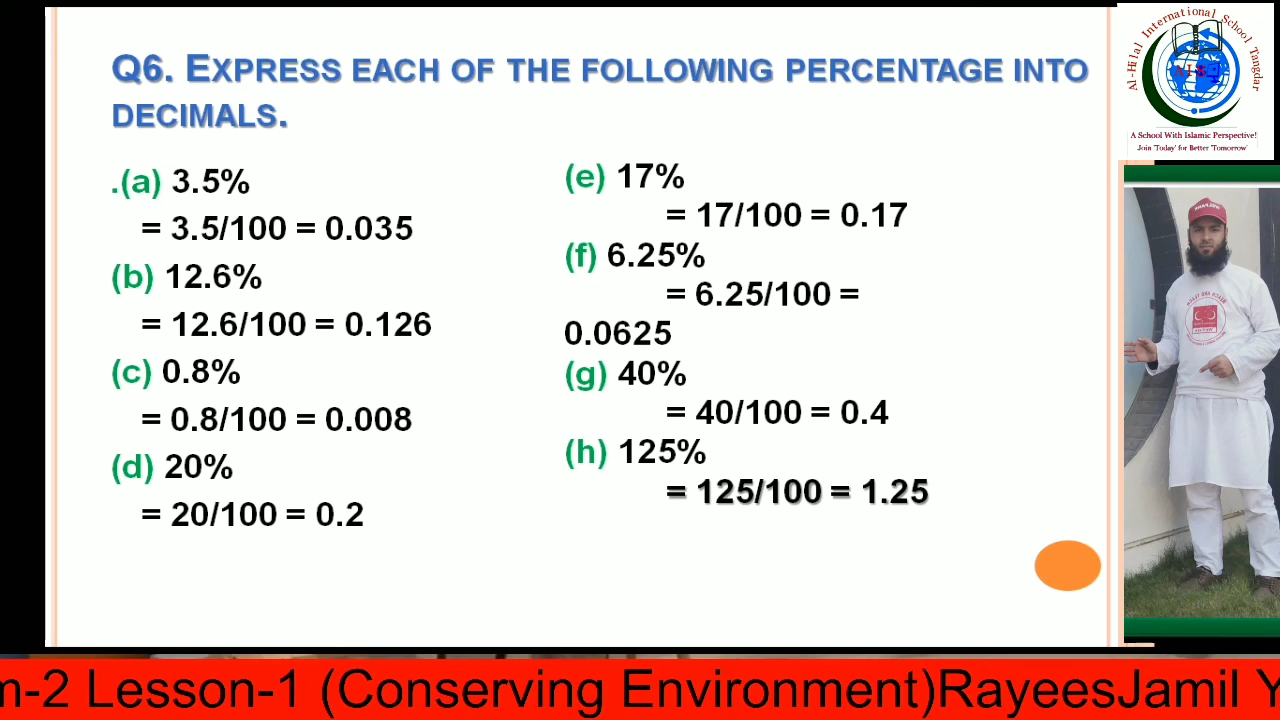 Q6. EXPRESS EACH OF THE FOLLOWING PERCENTAGE INTO
DECIMALS.
.(a) 3.5%
= 3.5/100 = 0.035
(b) 12.6%
= 12.6/100 = 0.126
(c) 0.8%
= 0.8/100 = 0.008
(d) 20%
= 20/100 = 0.2
(e) 17%
= 17/100 = 0.17
(f) 6.25%
= 6.25/100 =
0.0625
(g) 40%
= 40/100 = 0.4
(h) 125%
= 125/100 = 1.25
Al-Hilal International School Tangdar
A School With Islamic Perspective!
Join 'Today' for Better 'Tomorrow'
m-2 Lesson-1 (Conserving Environment)RayeesJamil Y